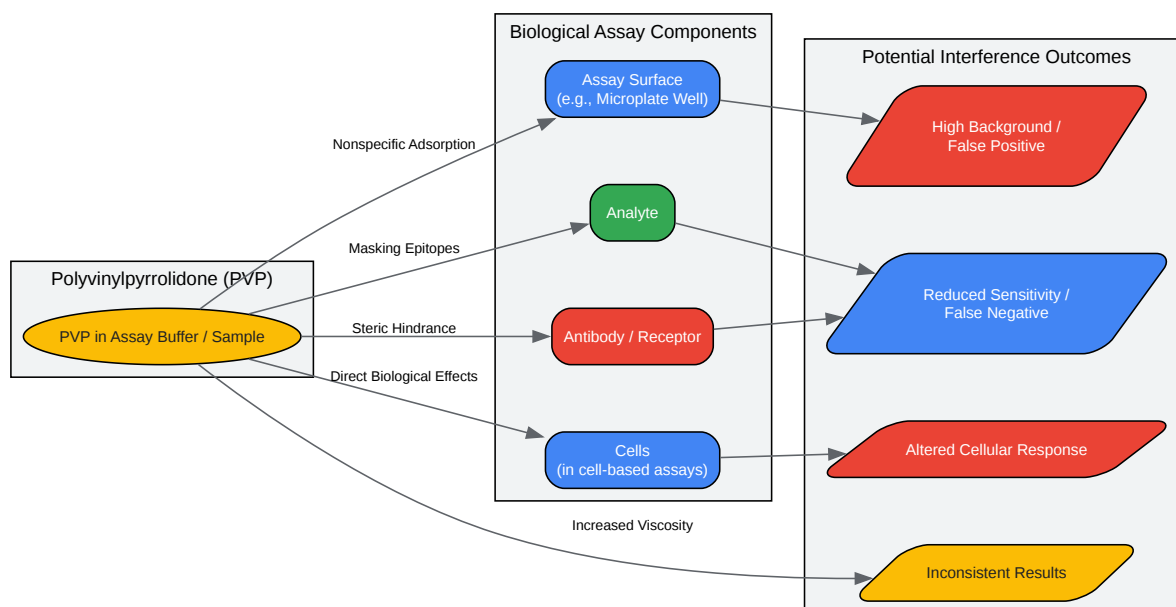 Biological Assay Components
Potential Interference Outcomes
Assay Surface
(e.g., Microplate Well)
High Background /
False Positive
Nonspecific Adsorption
Analyte
Masking Epitopes
Polyvinylpyrrolidone (PVP)
Reduced Sensitivity /
False Negative
PVP in Assay Buffer / Sample
Steric Hindrance
Antibody / Receptor
Direct Biological Effects
Cells
(in cell-based assays)
Altered Cellular Response
Increased Viscosity
Inconsistent Results